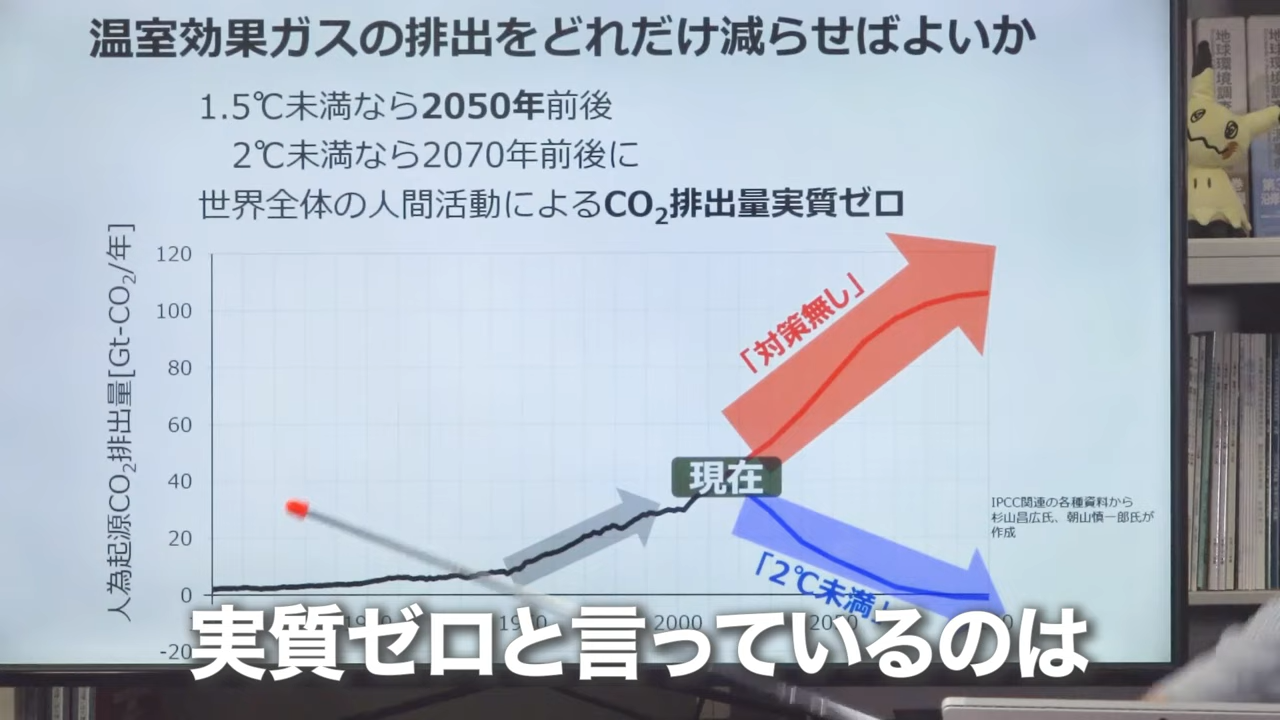 温室効果ガスの排出をどれだけ減らせばよいか
1.5℃未満なら2050年前後
2℃未満なら2070年前後に
世界全体の人間活動によるCO₂排出量実質ゼロ
人為起源CO₂排出量[Gt-CO₂/年]
120
100
80
60
40
20
0
-20
「対策無し」
現在
「2℃未満」
2000
IPCC関連の各種資料から
杉山昌広氏、朝山慎一郎氏が
作成
実質ゼロと言っているのは
地球環境調査